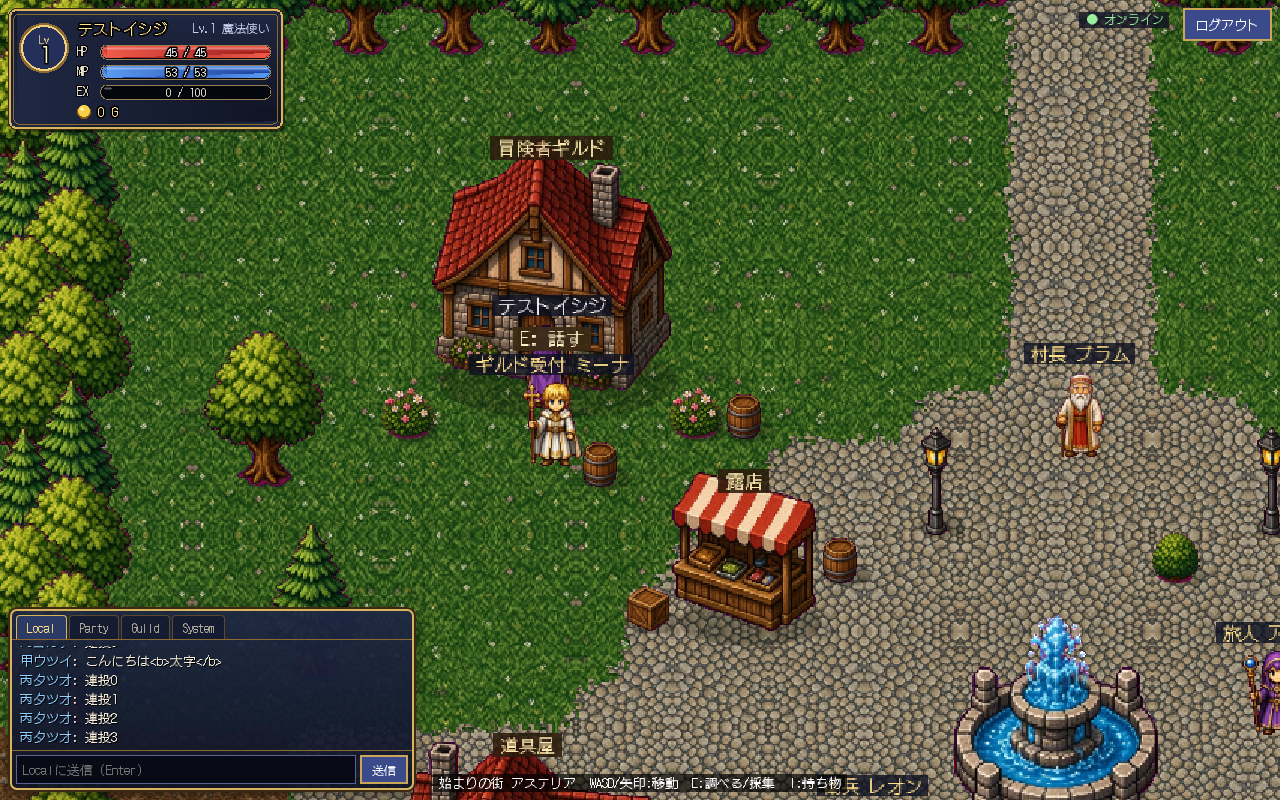 テストイシジ Lv.1 魔法使い
Lv
1
HP 45 / 45
MP 53 / 53
EX 0 / 100
0 G
オンライン
ログアウト
冒険者ギルド
テストイシジ
E: 話す
ギルド受付 ミーナ
村長 ブラム
露店
旅人
Local Party Guild System
甲ウツイ: こんにちは<b>太字</b>
丙タツオ: 連投0
丙タツオ: 連投1
丙タツオ: 連投2
丙タツオ: 連投3
Localに送信 (Enter)
送信
道具屋
始まりの街 アステリア WASD/矢印:移動 E:調べる/採集 I:持ち物
兵 レオン